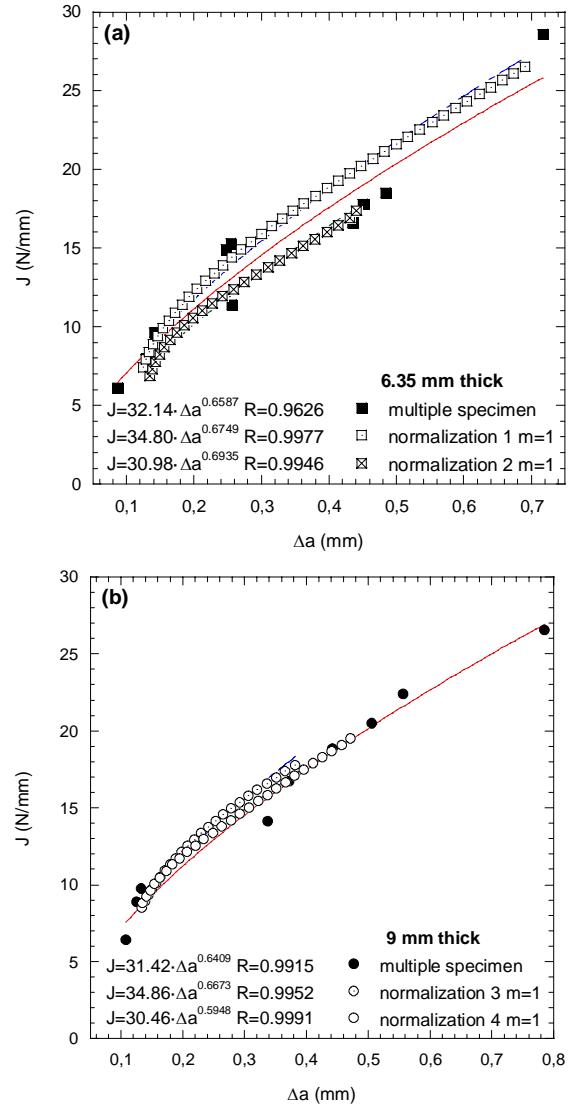 (a)
30
25
20
15
10
5
0
J (N/mm)
6.35 mm thick
J=32.14·Δa^0.6587 R=0.9626 multiple specimen
J=34.80·Δa^0.6749 R=0.9977 normalization 1 m=1
J=30.98·Δa^0.6935 R=0.9946 normalization 2 m=1
0,1 0,2 0,3 0,4 0,5 0,6 0,7
Δa (mm)
(b)
30
25
20
15
10
5
0
J (N/mm)
9 mm thick
J=31.42·Δa^0.6409 R=0.9915 multiple specimen
J=34.86·Δa^0.6673 R=0.9952 normalization 3 m=1
J=30.46·Δa^0.5948 R=0.9991 normalization 4 m=1
0,1 0,2 0,3 0,4 0,5 0,6 0,7 0,8
Δa (mm)